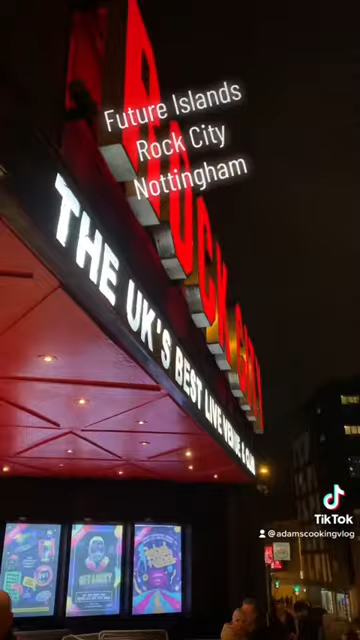 Future Islands
Rock City
Nottingham
ROCK CITY
THE UK'S BEST LIVE VENUE & CLUB
TikTok
@adamscookingvlog